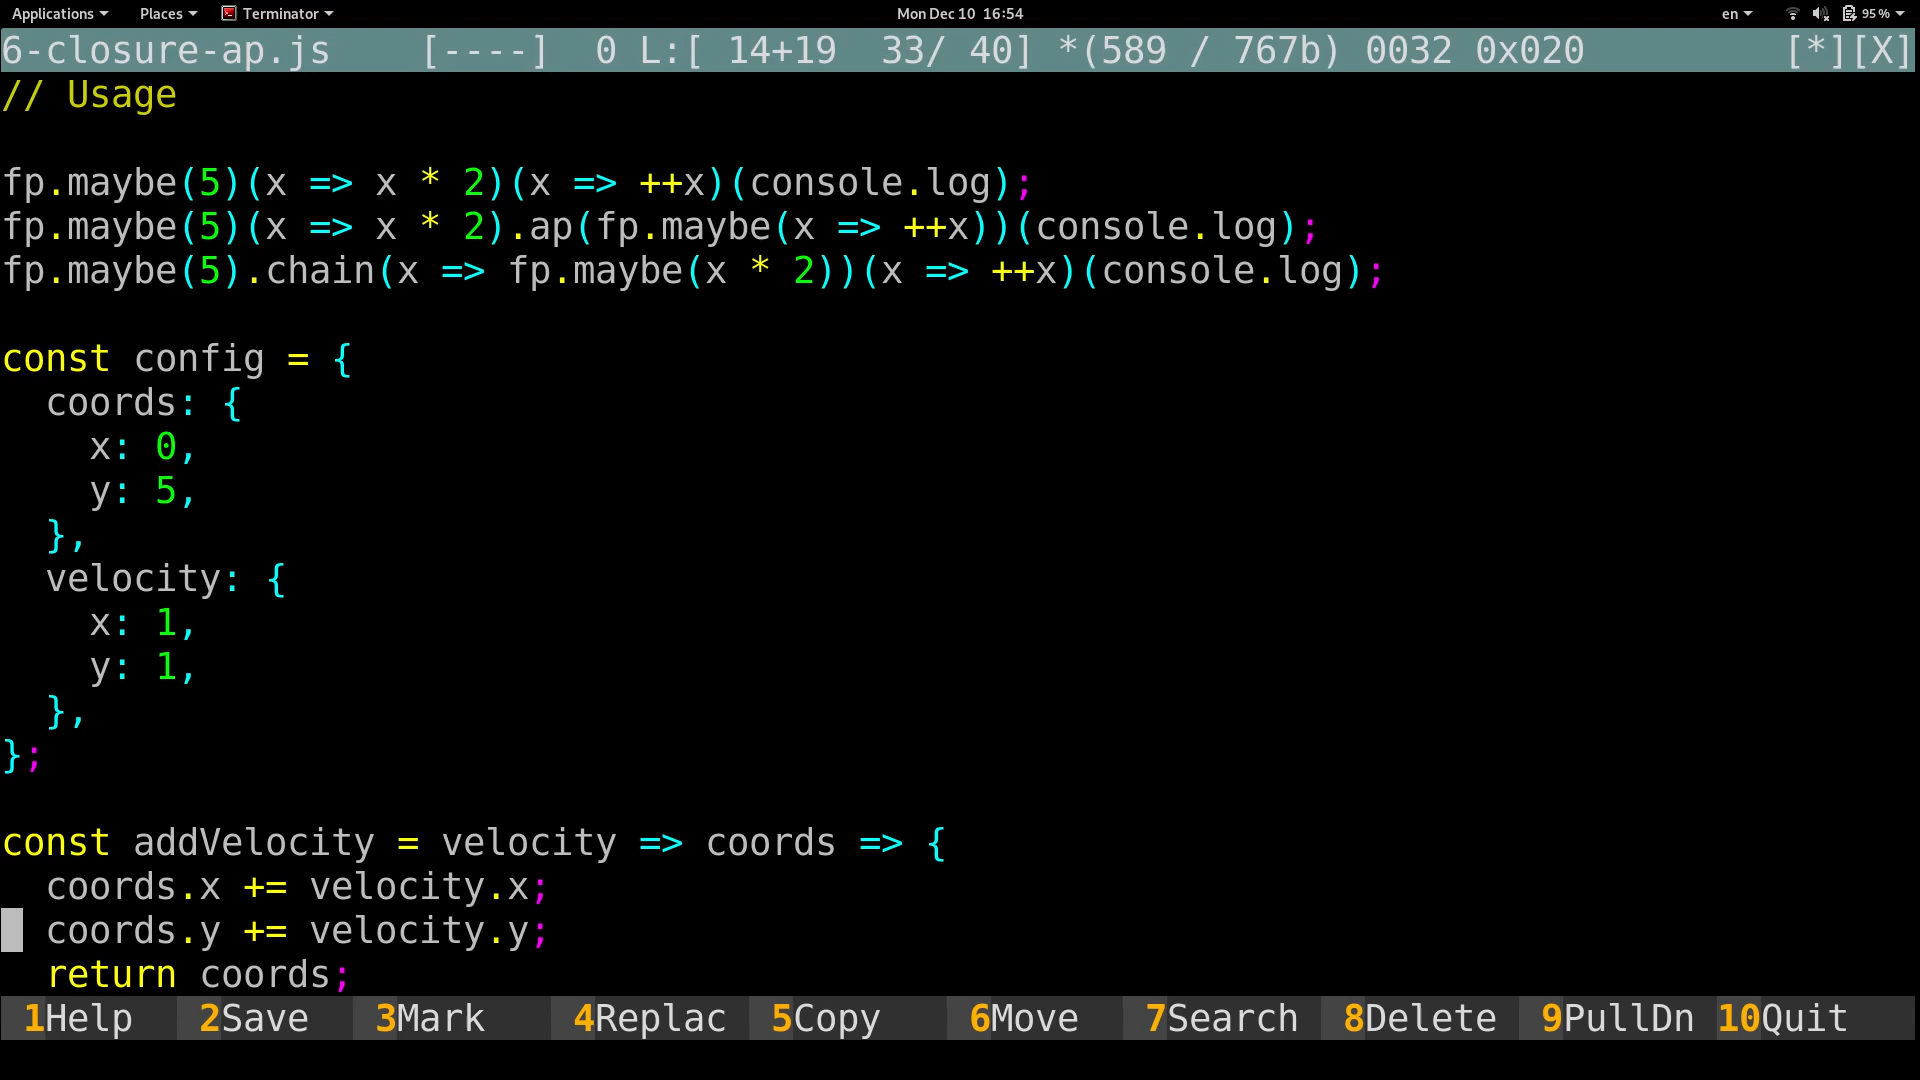 Applications Places Terminator Mon Dec 10 16:54 en 95%
6-closure-ap.js [----] 0 L:[ 14+19 33/ 40] *(589 / 767b) 0032 0x020 [*][X]
// Usage
fp.maybe(5)(x => x * 2)(x => ++x)(console.log);
fp.maybe(5)(x => x * 2).ap(fp.maybe(x => ++x))(console.log);
fp.maybe(5).chain(x => fp.maybe(x * 2))(x => ++x)(console.log);
const config = {
  coords: {
    x: 0,
    y: 5,
  },
  velocity: {
    x: 1,
    y: 1,
  },
};
const addVelocity = velocity => coords => {
  coords.x += velocity.x;
  coords.y += velocity.y;
  return coords;
1Help 2Save 3Mark 4Replac 5Copy 6Move 7Search 8Delete 9PullDn 10Quit